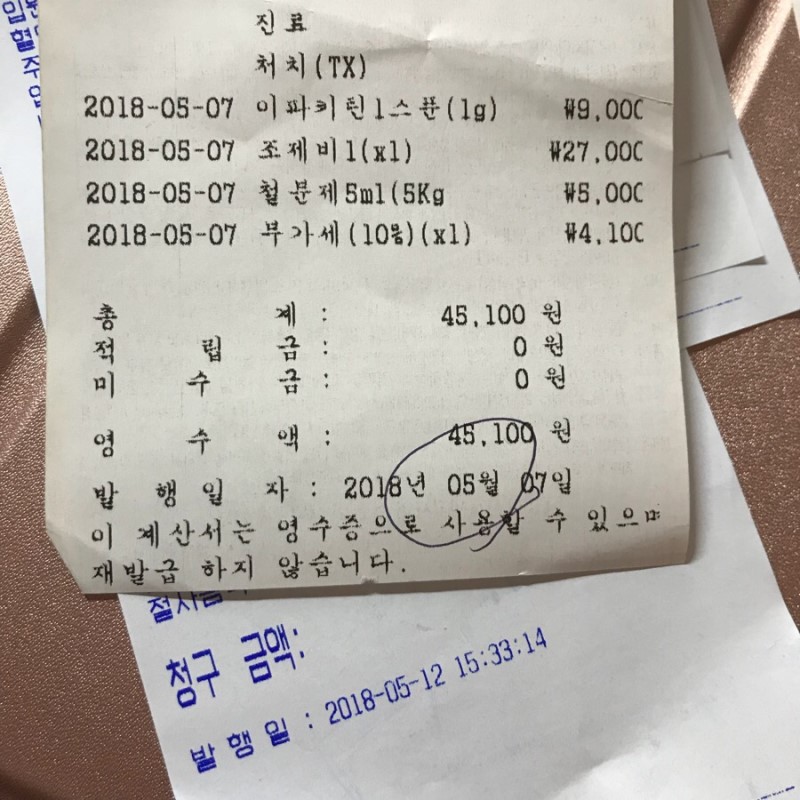 진료
처치(TX)
2018-05-07 이파키틴1스푼(1g) ₩9,000
2018-05-07 조제비1(x1) ₩27,000
2018-05-07 철분제5ml(5Kg ₩5,000
2018-05-07 부가세(10%)(x1) ₩4,100
총 계 : 45,100 원
적 립 금 : 0 원
미 수 금 : 0 원
영 수 액 : 45,100 원
발 행 일 자 : 2018년 05월 07일
이 계산서는 영수증으로 사용할 수 있으며
재발급 하지 않습니다.
청구 금액:
발 행 일 : 2018-05-12 15:33:14